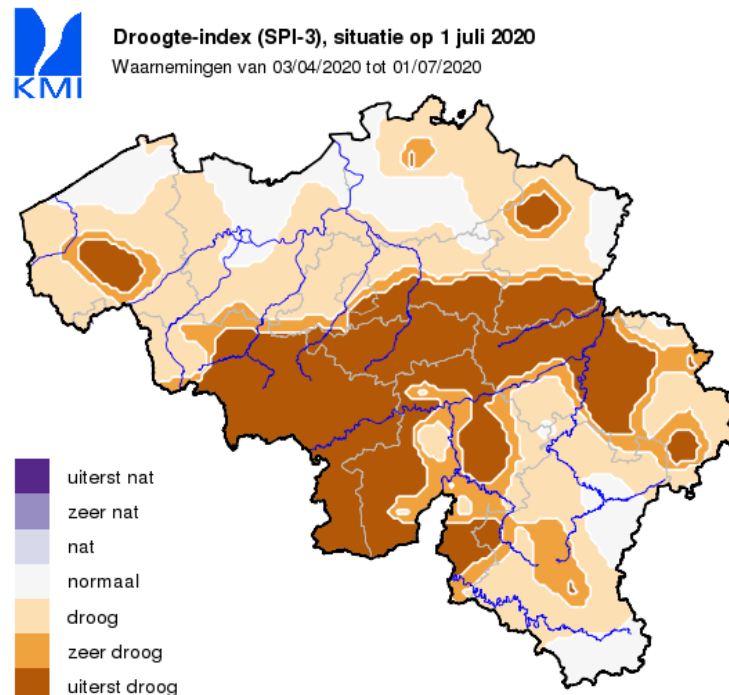 Droogte-index (SPI-3), situatie op 1 juli 2020
Waarnemingen van 03/04/2020 tot 01/07/2020
KMI
uiterst nat
zeer nat
nat
normaal
droog
zeer droog
uiterst droog